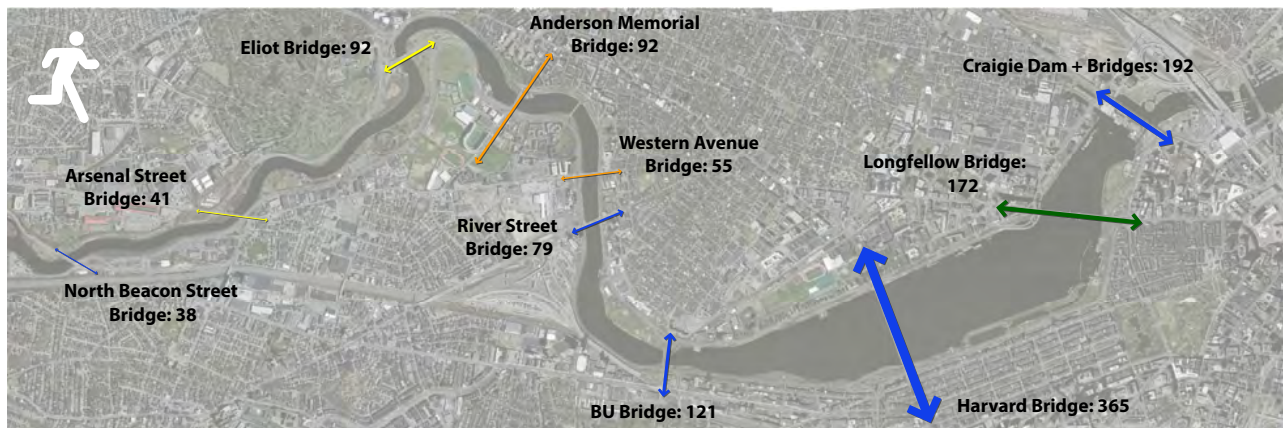 Anderson Memorial
Bridge: 92
Eliot Bridge: 92
Craigie Dam + Bridges: 192
Western Avenue
Bridge: 55
Longfellow Bridge:
172
Arsenal Street
Bridge: 41
River Street
Bridge: 79
North Beacon Street
Bridge: 38
BU Bridge: 121
Harvard Bridge: 365